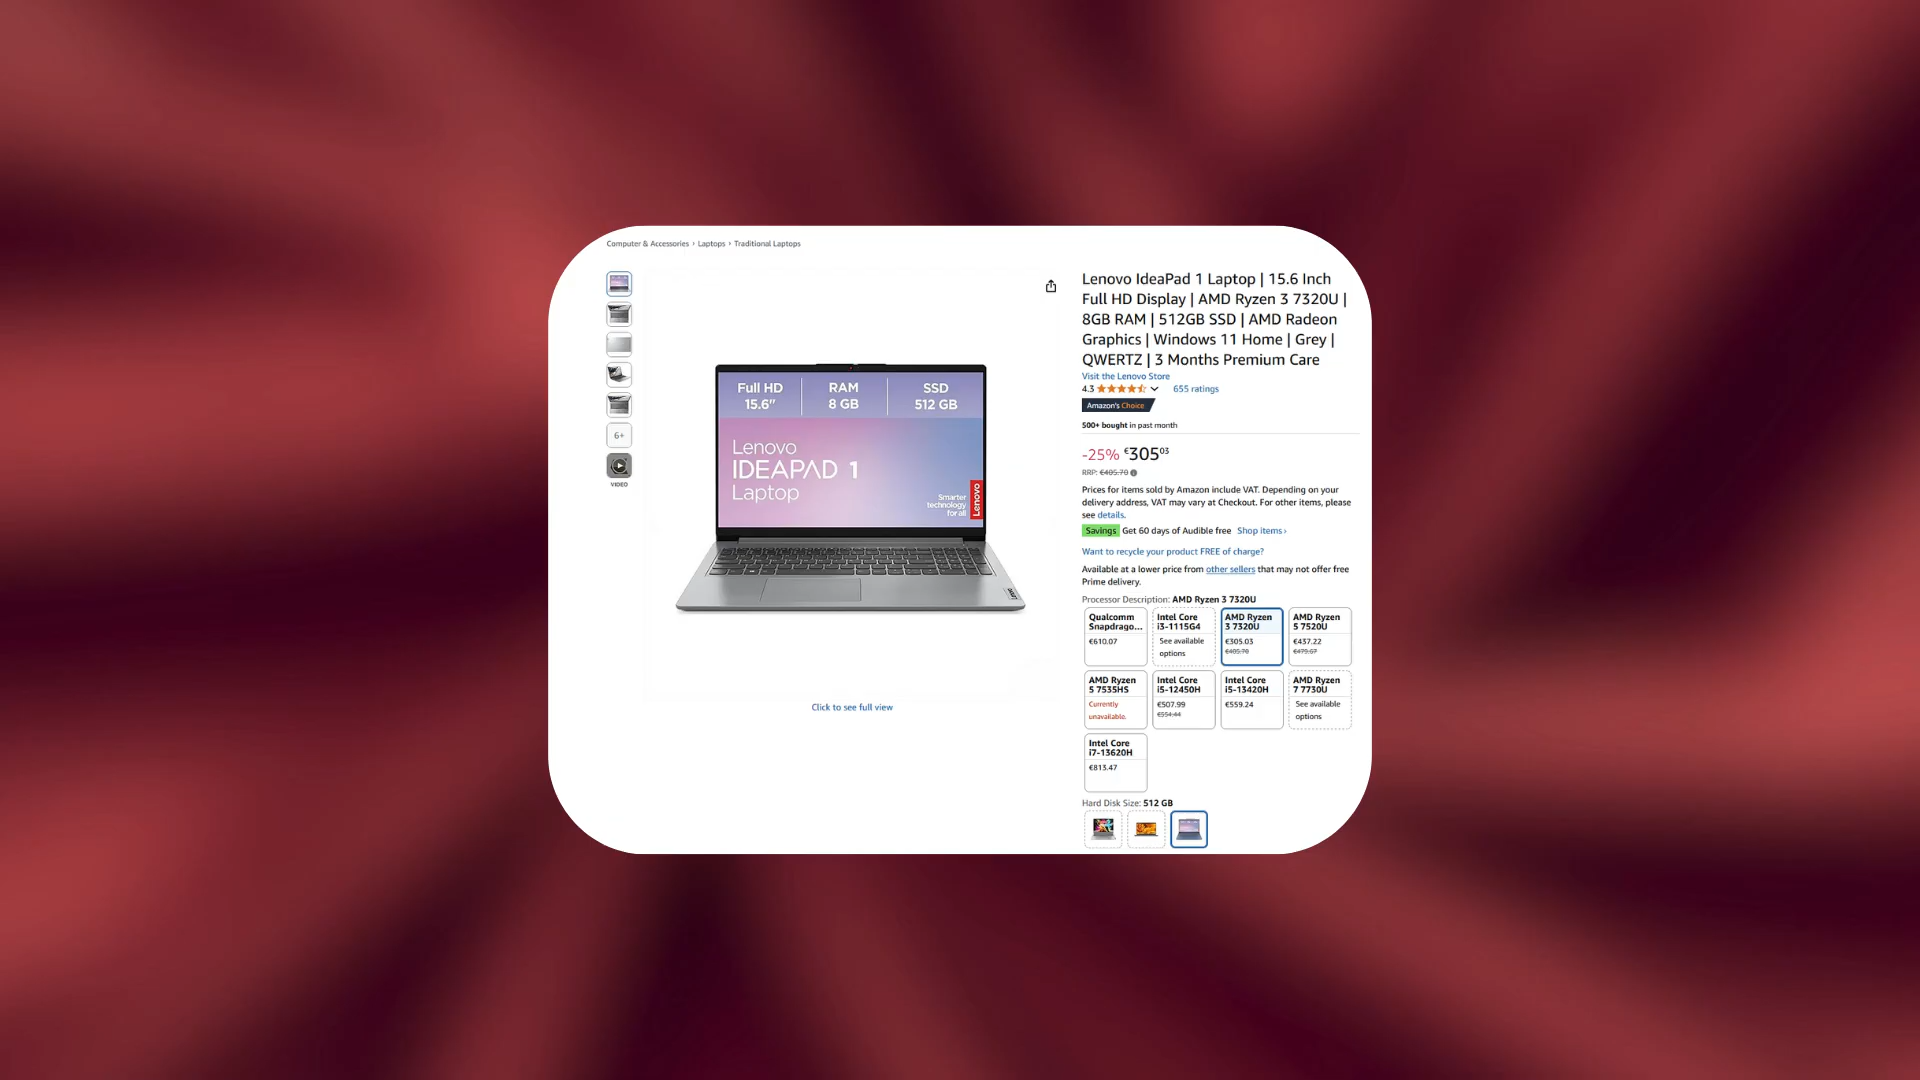 Computer & Accessories › Laptops › Traditional Laptops
6+
VIDEO
Full HD
15.6"
RAM
8 GB
SSD
512 GB
Lenovo
IDEAPAD 1
Laptop
Smarter
technology
for all
Lenovo
Click to see full view
Lenovo IdeaPad 1 Laptop | 15.6 Inch
Full HD Display | AMD Ryzen 3 7320U |
8GB RAM | 512GB SSD | AMD Radeon
Graphics | Windows 11 Home | Grey |
QWERTZ | 3 Months Premium Care
Visit the Lenovo Store
4.3 655 ratings
Amazon's Choice
500+ bought in past month
-25% €30503
RRP: €405.70
Prices for items sold by Amazon include VAT. Depending on your
delivery address, VAT may vary at Checkout. For other items, please
see details.
Savings Get 60 days of Audible free Shop items ›
Want to recycle your product FREE of charge?
Available at a lower price from other sellers that may not offer free
Prime delivery.
Processor Description: AMD Ryzen 3 7320U
Qualcomm
Snapdrago...
€610.07
Intel Core
i3-1115G4
See available
options
AMD Ryzen
3 7320U
€305.03
€405.70
AMD Ryzen
5 7520U
€437.22
€479.67
AMD Ryzen
5 7535HS
Currently
unavailable.
Intel Core
i5-12450H
€507.99
€554.44
Intel Core
i5-13420H
€559.24
AMD Ryzen
7 7730U
See available
options
Intel Core
i7-13620H
€813.47
Hard Disk Size: 512 GB